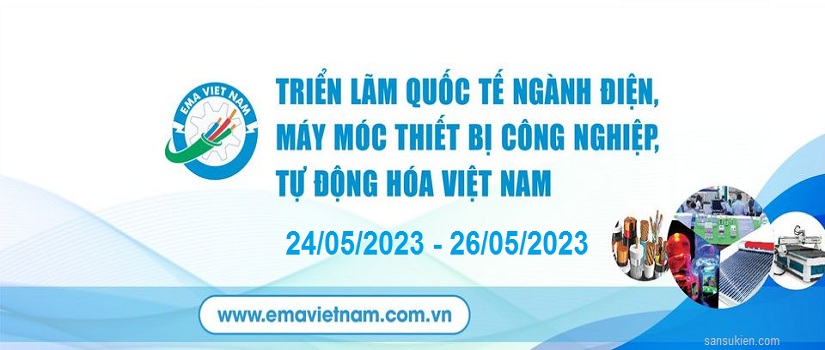 EMA VIET NAM
TRIỂN LÃM QUỐC TẾ NGÀNH ĐIỆN,
MÁY MÓC THIẾT BỊ CÔNG NGHIỆP,
TỰ ĐỘNG HÓA VIỆT NAM
24/05/2023 - 26/05/2023
www.emavietnam.com.vn
sansukien.com